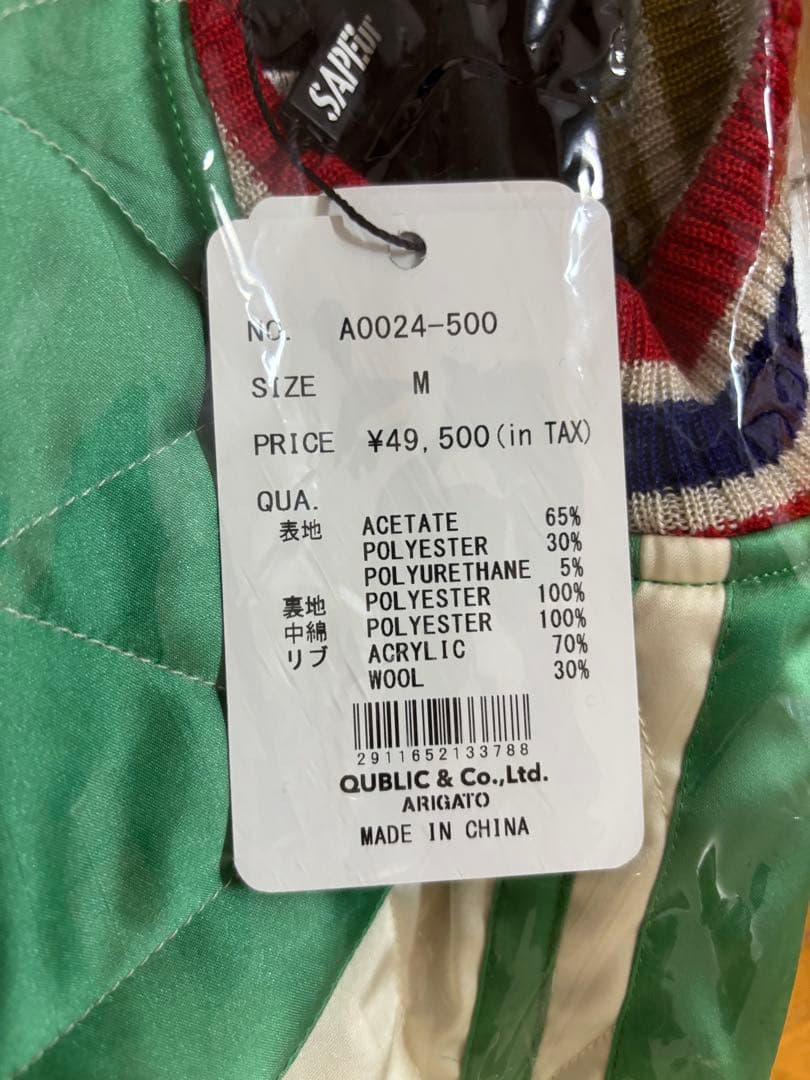 SAPEur
NO. A0024-500
SIZE M
PRICE ¥49,500(in TAX)
QUA.
表地 ACETATE 65%
POLYESTER 30%
POLYURETHANE 5%
裏地 POLYESTER 100%
中綿 POLYESTER 100%
リブ ACRYLIC 70%
WOOL 30%
2911652133788
QUBLIC & Co.,Ltd.
ARIGATO
MADE IN CHINA